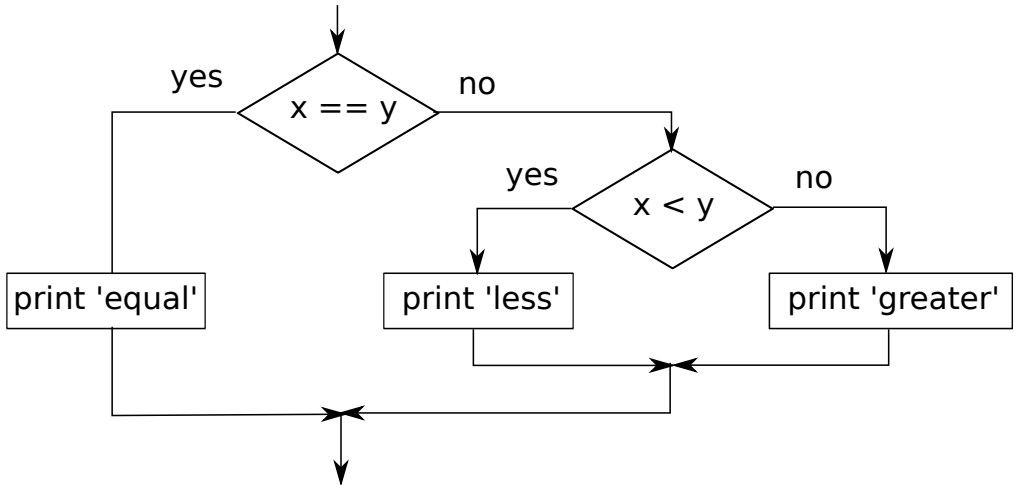 yes
no
x == y
yes
no
x < y
print 'equal'
print 'less'
print 'greater'